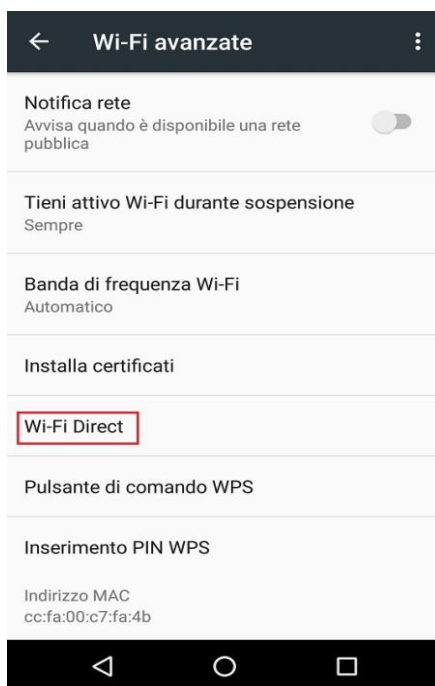 Wi-Fi avanzate
Notifica rete
Avvisa quando è disponibile una rete
pubblica
Tieni attivo Wi-Fi durante sospensione
Sempre
Banda di frequenza Wi-Fi
Automatico
Installa certificati
Wi-Fi Direct
Pulsante di comando WPS
Inserimento PIN WPS
Indirizzo MAC
cc:fa:00:c7:fa:4b